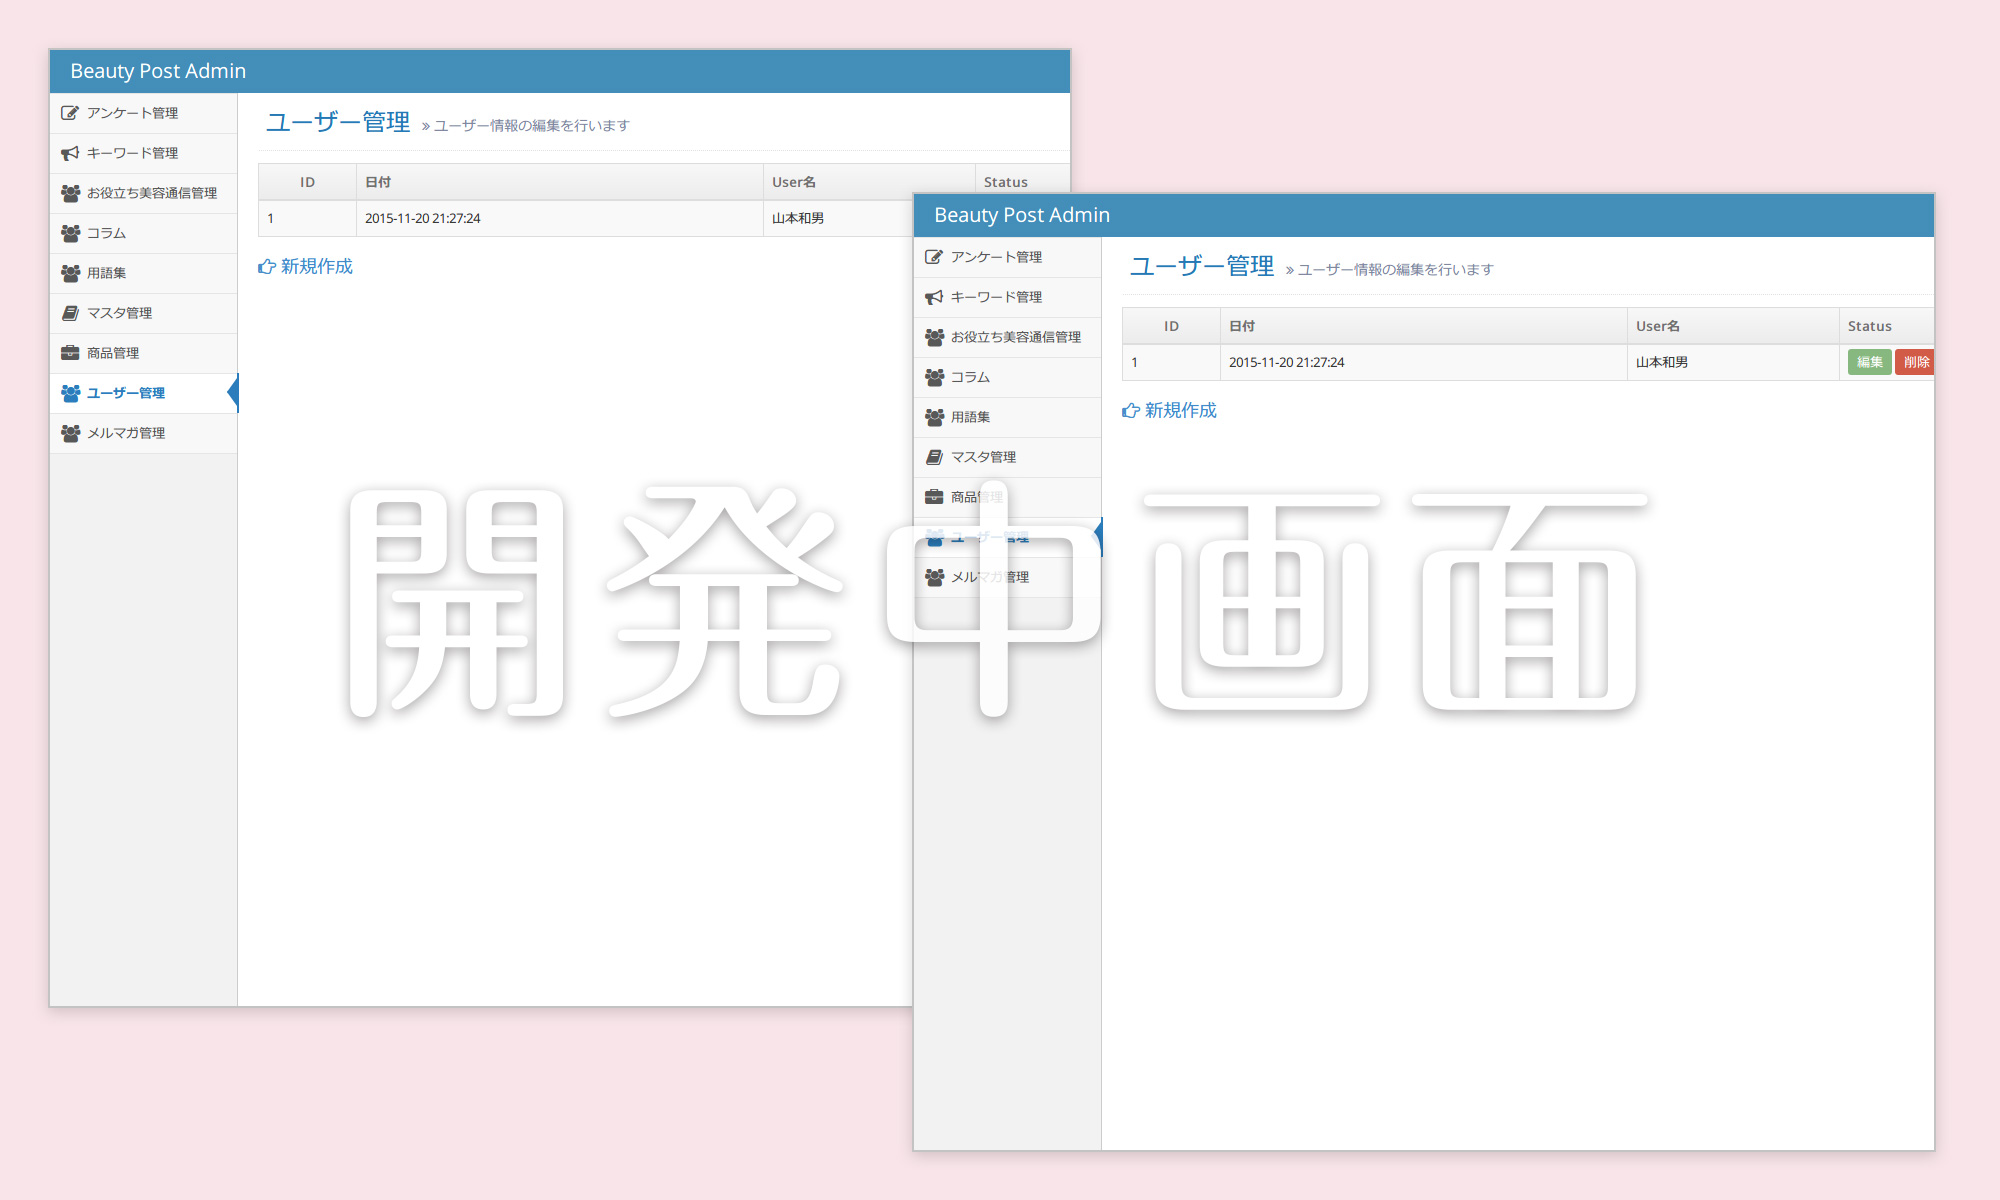 Beauty Post Admin
アンケート管理
キーワード管理
お役立ち美容通信管理
コラム
用語集
マスタ管理
商品管理
ユーザー管理
メルマガ管理
ユーザー管理 » ユーザー情報の編集を行います
ID 日付 User名 Status
1 2015-11-20 21:27:24 山本和男
新規作成
Beauty Post Admin
アンケート管理
キーワード管理
お役立ち美容通信管理
コラム
用語集
マスタ管理
商品管理
ユーザー管理
メルマガ管理
ユーザー管理 » ユーザー情報の編集を行います
ID 日付 User名 Status
1 2015-11-20 21:27:24 山本和男 編集 削除
新規作成
開発中画面